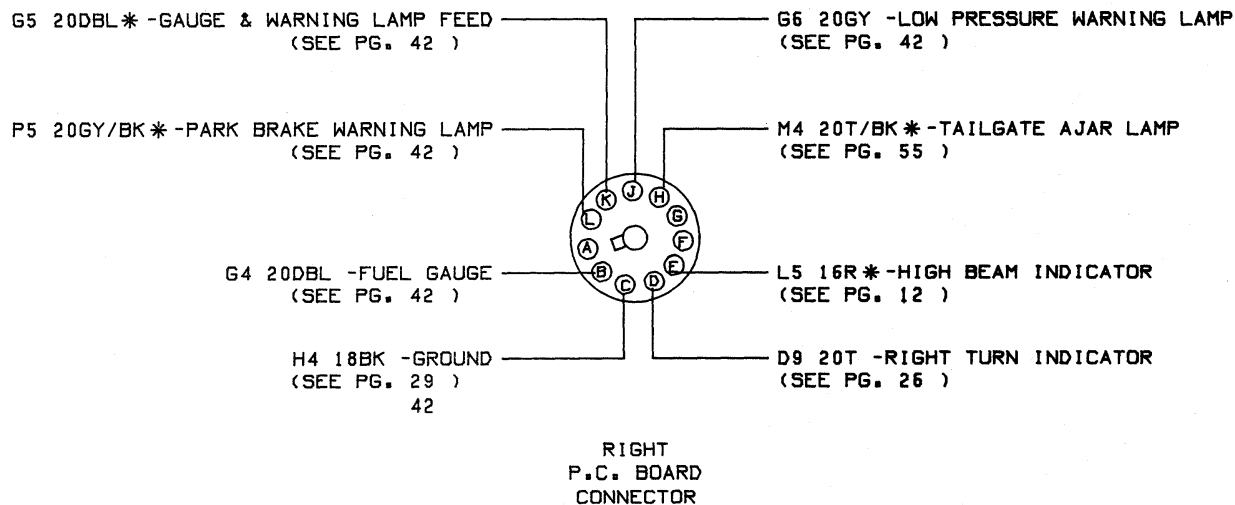 G5 20DBL* -GAUGE & WARNING LAMP FEED
(SEE PG. 42 )
G6 20GY -LOW PRESSURE WARNING LAMP
(SEE PG. 42 )
P5 20GY/BK* -PARK BRAKE WARNING LAMP
(SEE PG. 42 )
M4 20T/BK* -TAILGATE AJAR LAMP
(SEE PG. 55 )
J
K
H
L
G
F
A
E
B
D
C
G4 20DBL -FUEL GAUGE
(SEE PG. 42 )
L5 16R* -HIGH BEAM INDICATOR
(SEE PG. 12 )
H4 18BK -GROUND
(SEE PG. 29 )
42
D9 20T -RIGHT TURN INDICATOR
(SEE PG. 26 )
RIGHT
P.C. BOARD
CONNECTOR